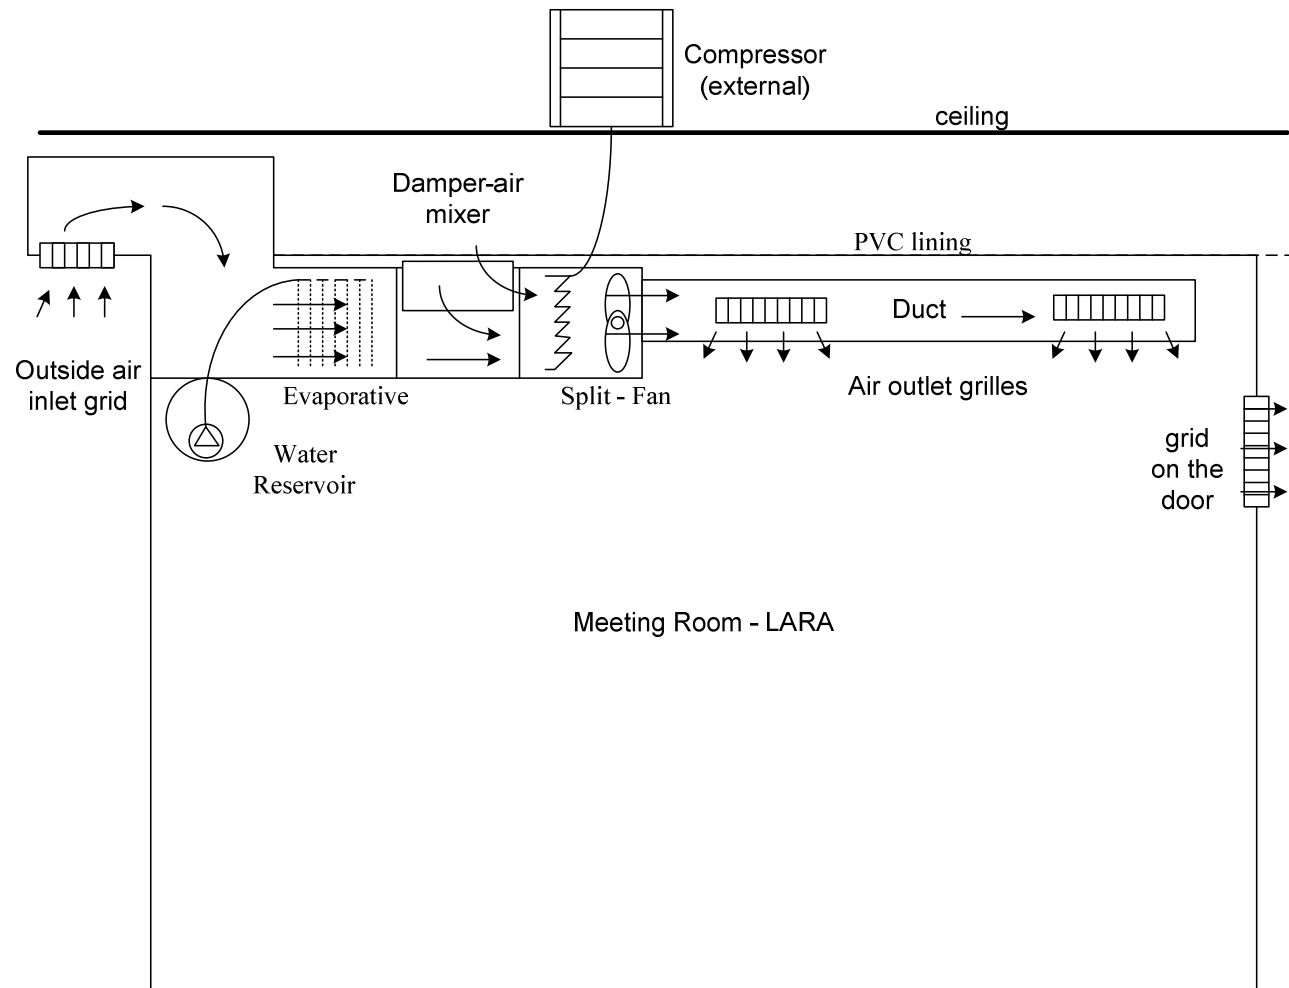 Compressor
(external)
ceiling
Damper-air
mixer
PVC lining
Duct
Outside air
inlet grid
Evaporative
Split - Fan
Air outlet grilles
Water
Reservoir
grid
on the
door
Meeting Room - LARA